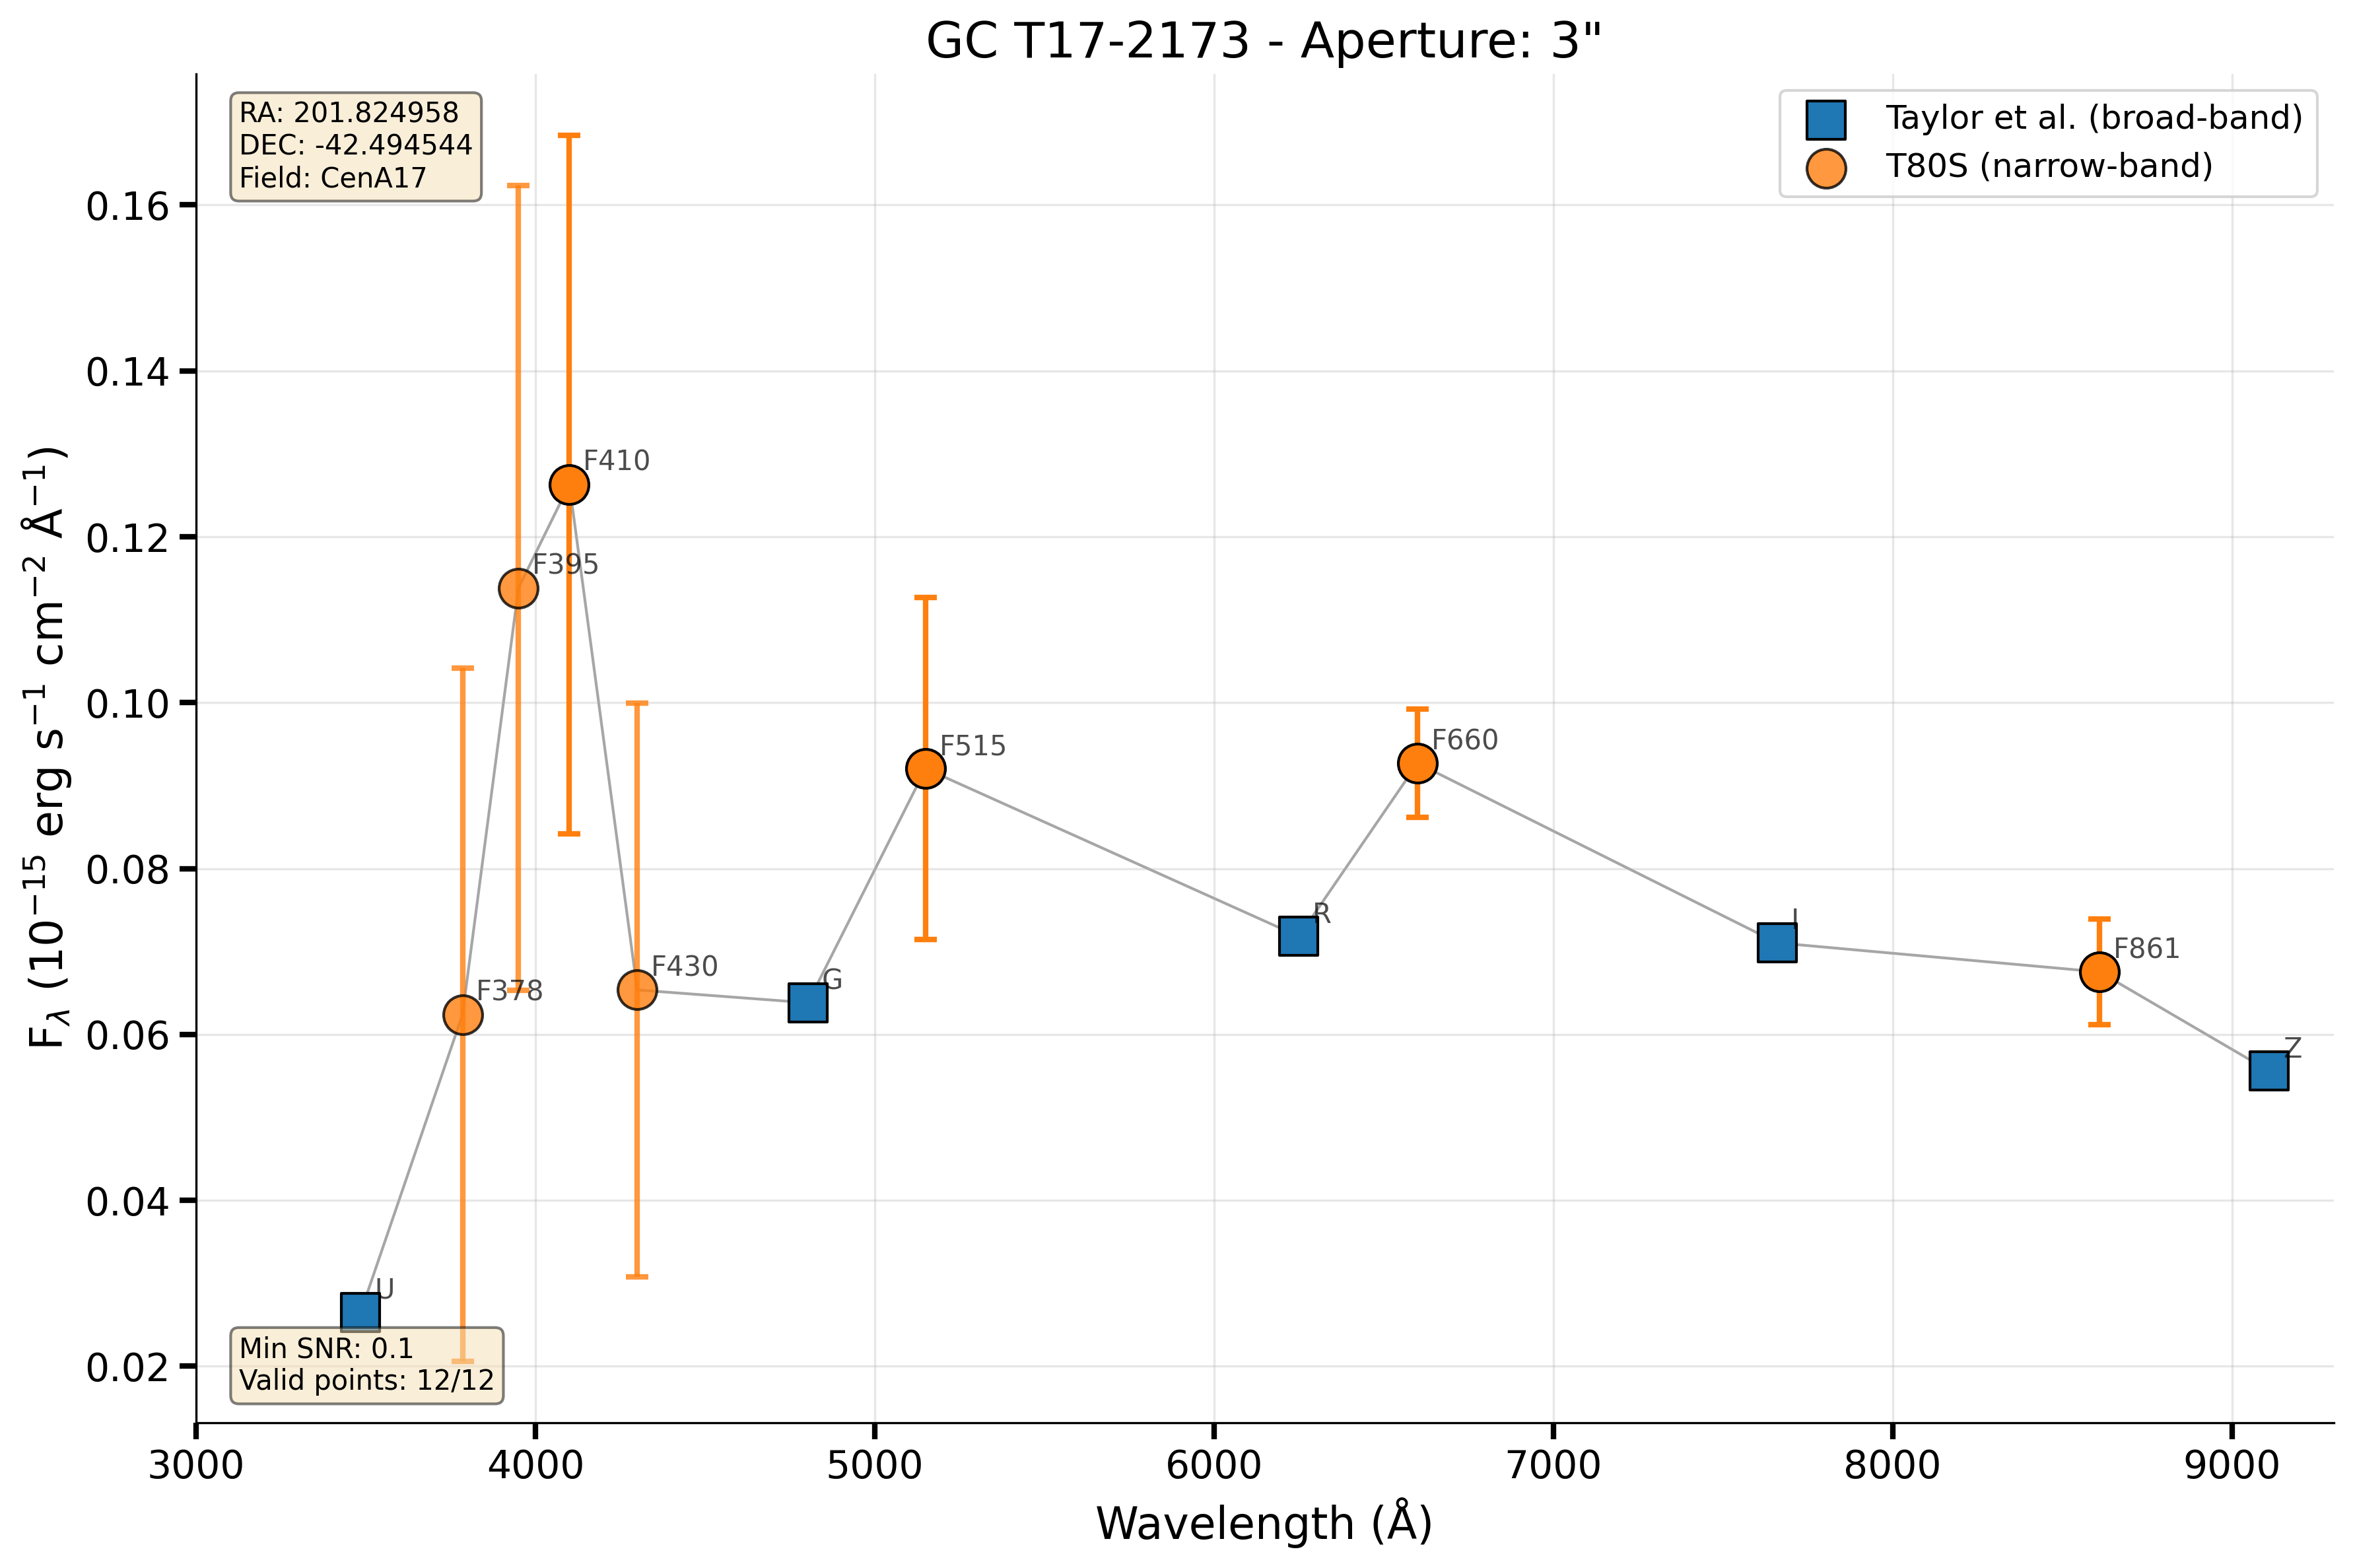 GC T17-2173 - Aperture: 3"
RA: 201.824958
DEC: -42.494544
Field: CenA17
Taylor et al. (broad-band)
T80S (narrow-band)
0.16
0.14
0.12
0.10
0.08
0.06
0.04
0.02
F410
F395
F515
F660
F378
F430
G
R
I
F861
Z
U
Min SNR: 0.1
Valid points: 12/12
3000 4000 5000 6000 7000 8000 9000
Wavelength (Å)
F$_{λ}$ (10$^{−15}$ erg s$^{−1}$ cm$^{−2}$ Å$^{−1}$)